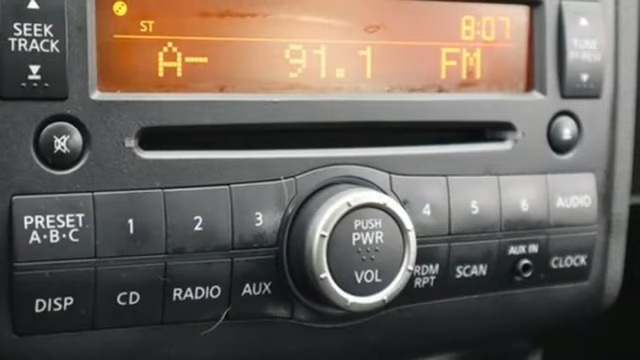 SEEK
TRACK
ST
8:07
A- 91.1 FM
TUNE
PRESET
A·B·C
1
2
3
PUSH
PWR
VOL
4
5
6
AUDIO
DISP
CD
RADIO
AUX
RDM
RPT
SCAN
AUX IN
CLOCK